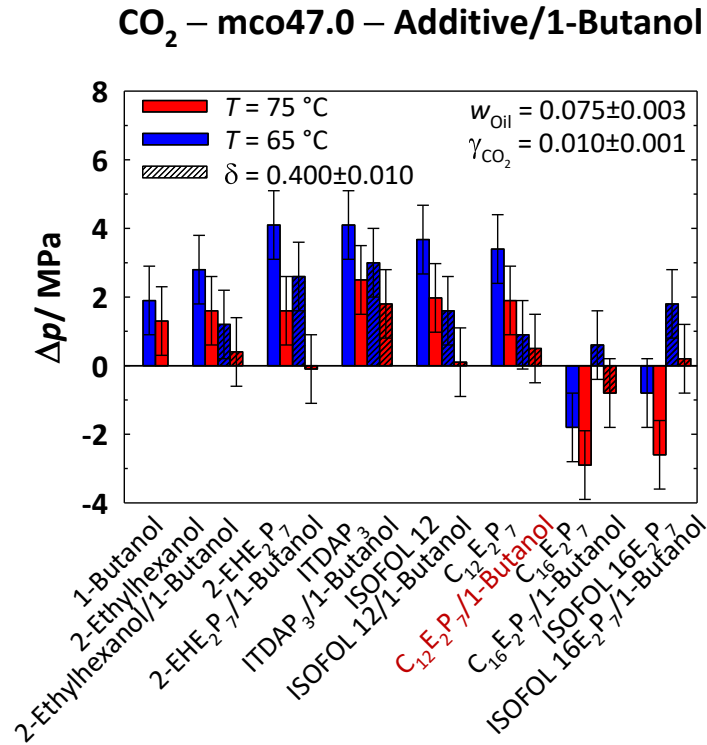 CO₂ – mco47.0 – Additive/1-Butanol
T = 75 °C
T = 65 °C
δ = 0.400±0.010
w_Oil = 0.075±0.003
γ_CO₂ = 0.010±0.001
Δp/ MPa
8
6
4
2
0
-2
-4
1-Butanol
2-Ethylhexanol
2-Ethylhexanol/1-Butanol
2-EHE₂P₇
2-EHE₂P₇/1-Butanol
ITDAP₃
ITDAP₃/1-Butanol
ISOFOL 12
ISOFOL 12/1-Butanol
C₁₂E₂P₇
C₁₂E₂P₇/1-Butanol
C₁₆E₂P₇
C₁₆E₂P₇/1-Butanol
ISOFOL 16E₂P₇
ISOFOL 16E₂P₇/1-Butanol